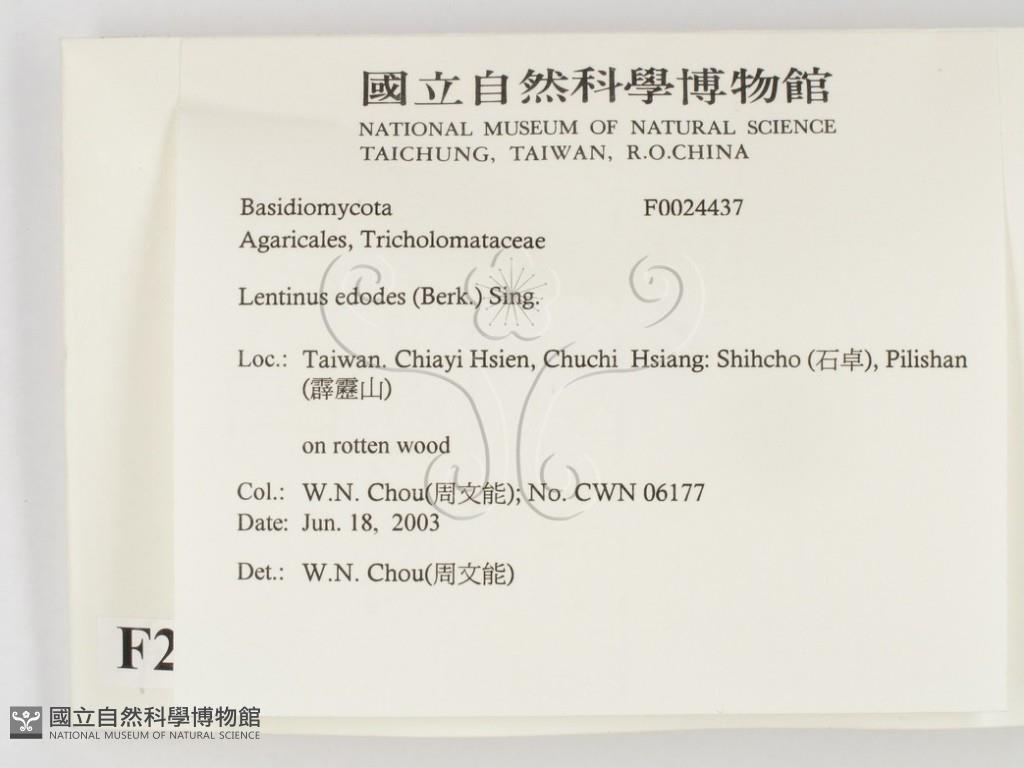 國立自然科學博物館
NATIONAL MUSEUM OF NATURAL SCIENCE
TAICHUNG, TAIWAN, R.O.CHINA
Basidiomycota F0024437
Agaricales, Tricholomataceae
Lentinus edodes (Berk.) Sing.
Loc.: Taiwan. Chiayi Hsien, Chuchi Hsiang: Shihcho (石卓), Pilishan
(霹靂山)
on rotten wood
Col.: W.N. Chou(周文能); No. CWN 06177
Date: Jun. 18, 2003
Det.: W.N. Chou(周文能)
F2
國立自然科學博物館
NATIONAL MUSEUM OF NATURAL SCIENCE